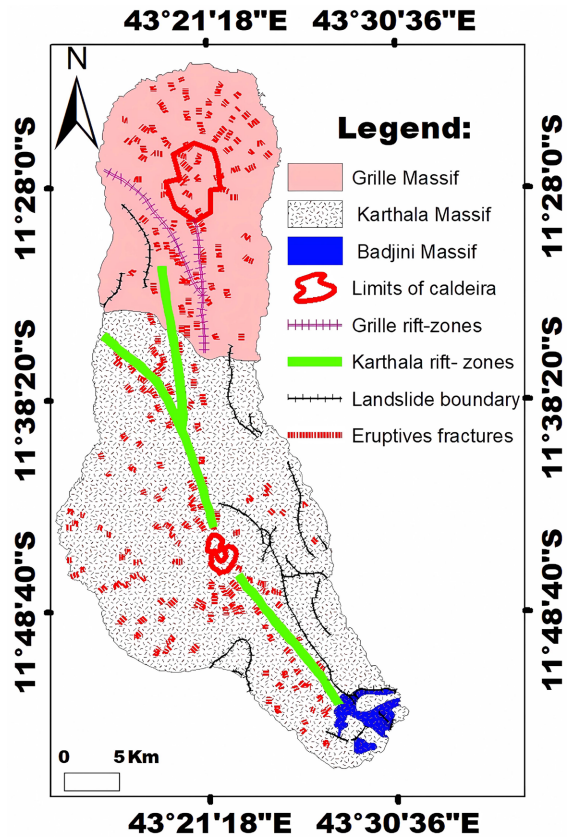 43°21'18"E 43°30'36"E
N
Legend:
11°28'0"S
11°28'0"S
Grille Massif
Karthala Massif
Badjini Massif
Limits of caldeira
Grille rift-zones
Karthala rift- zones
11°38'20"S
11°38'20"S
Landslide boundary
Eruptives fractures
11°48'40"S
11°48'40"S
0 5 Km
43°21'18"E 43°30'36"E